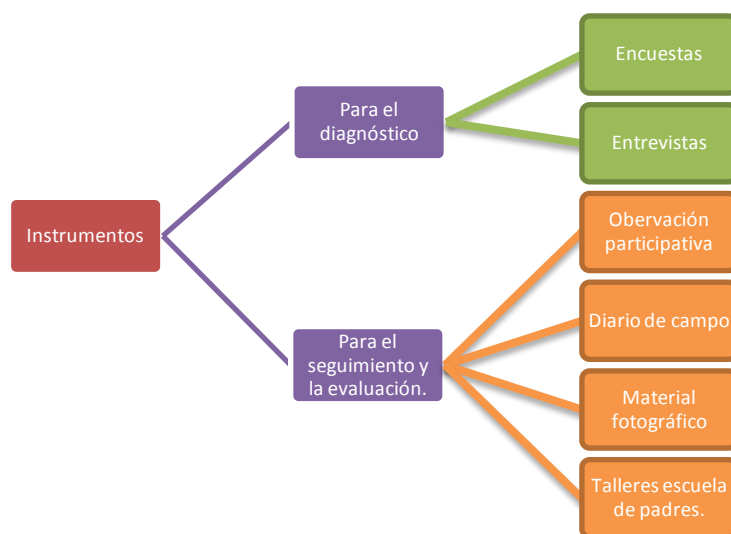 Instrumentos
Para el
diagnóstico
Encuestas
Entrevistas
Para el
seguimiento y
la evaluación.
Obervación
participativa
Diario de campo
Material
fotográfico
Talleres escuela
de padres.